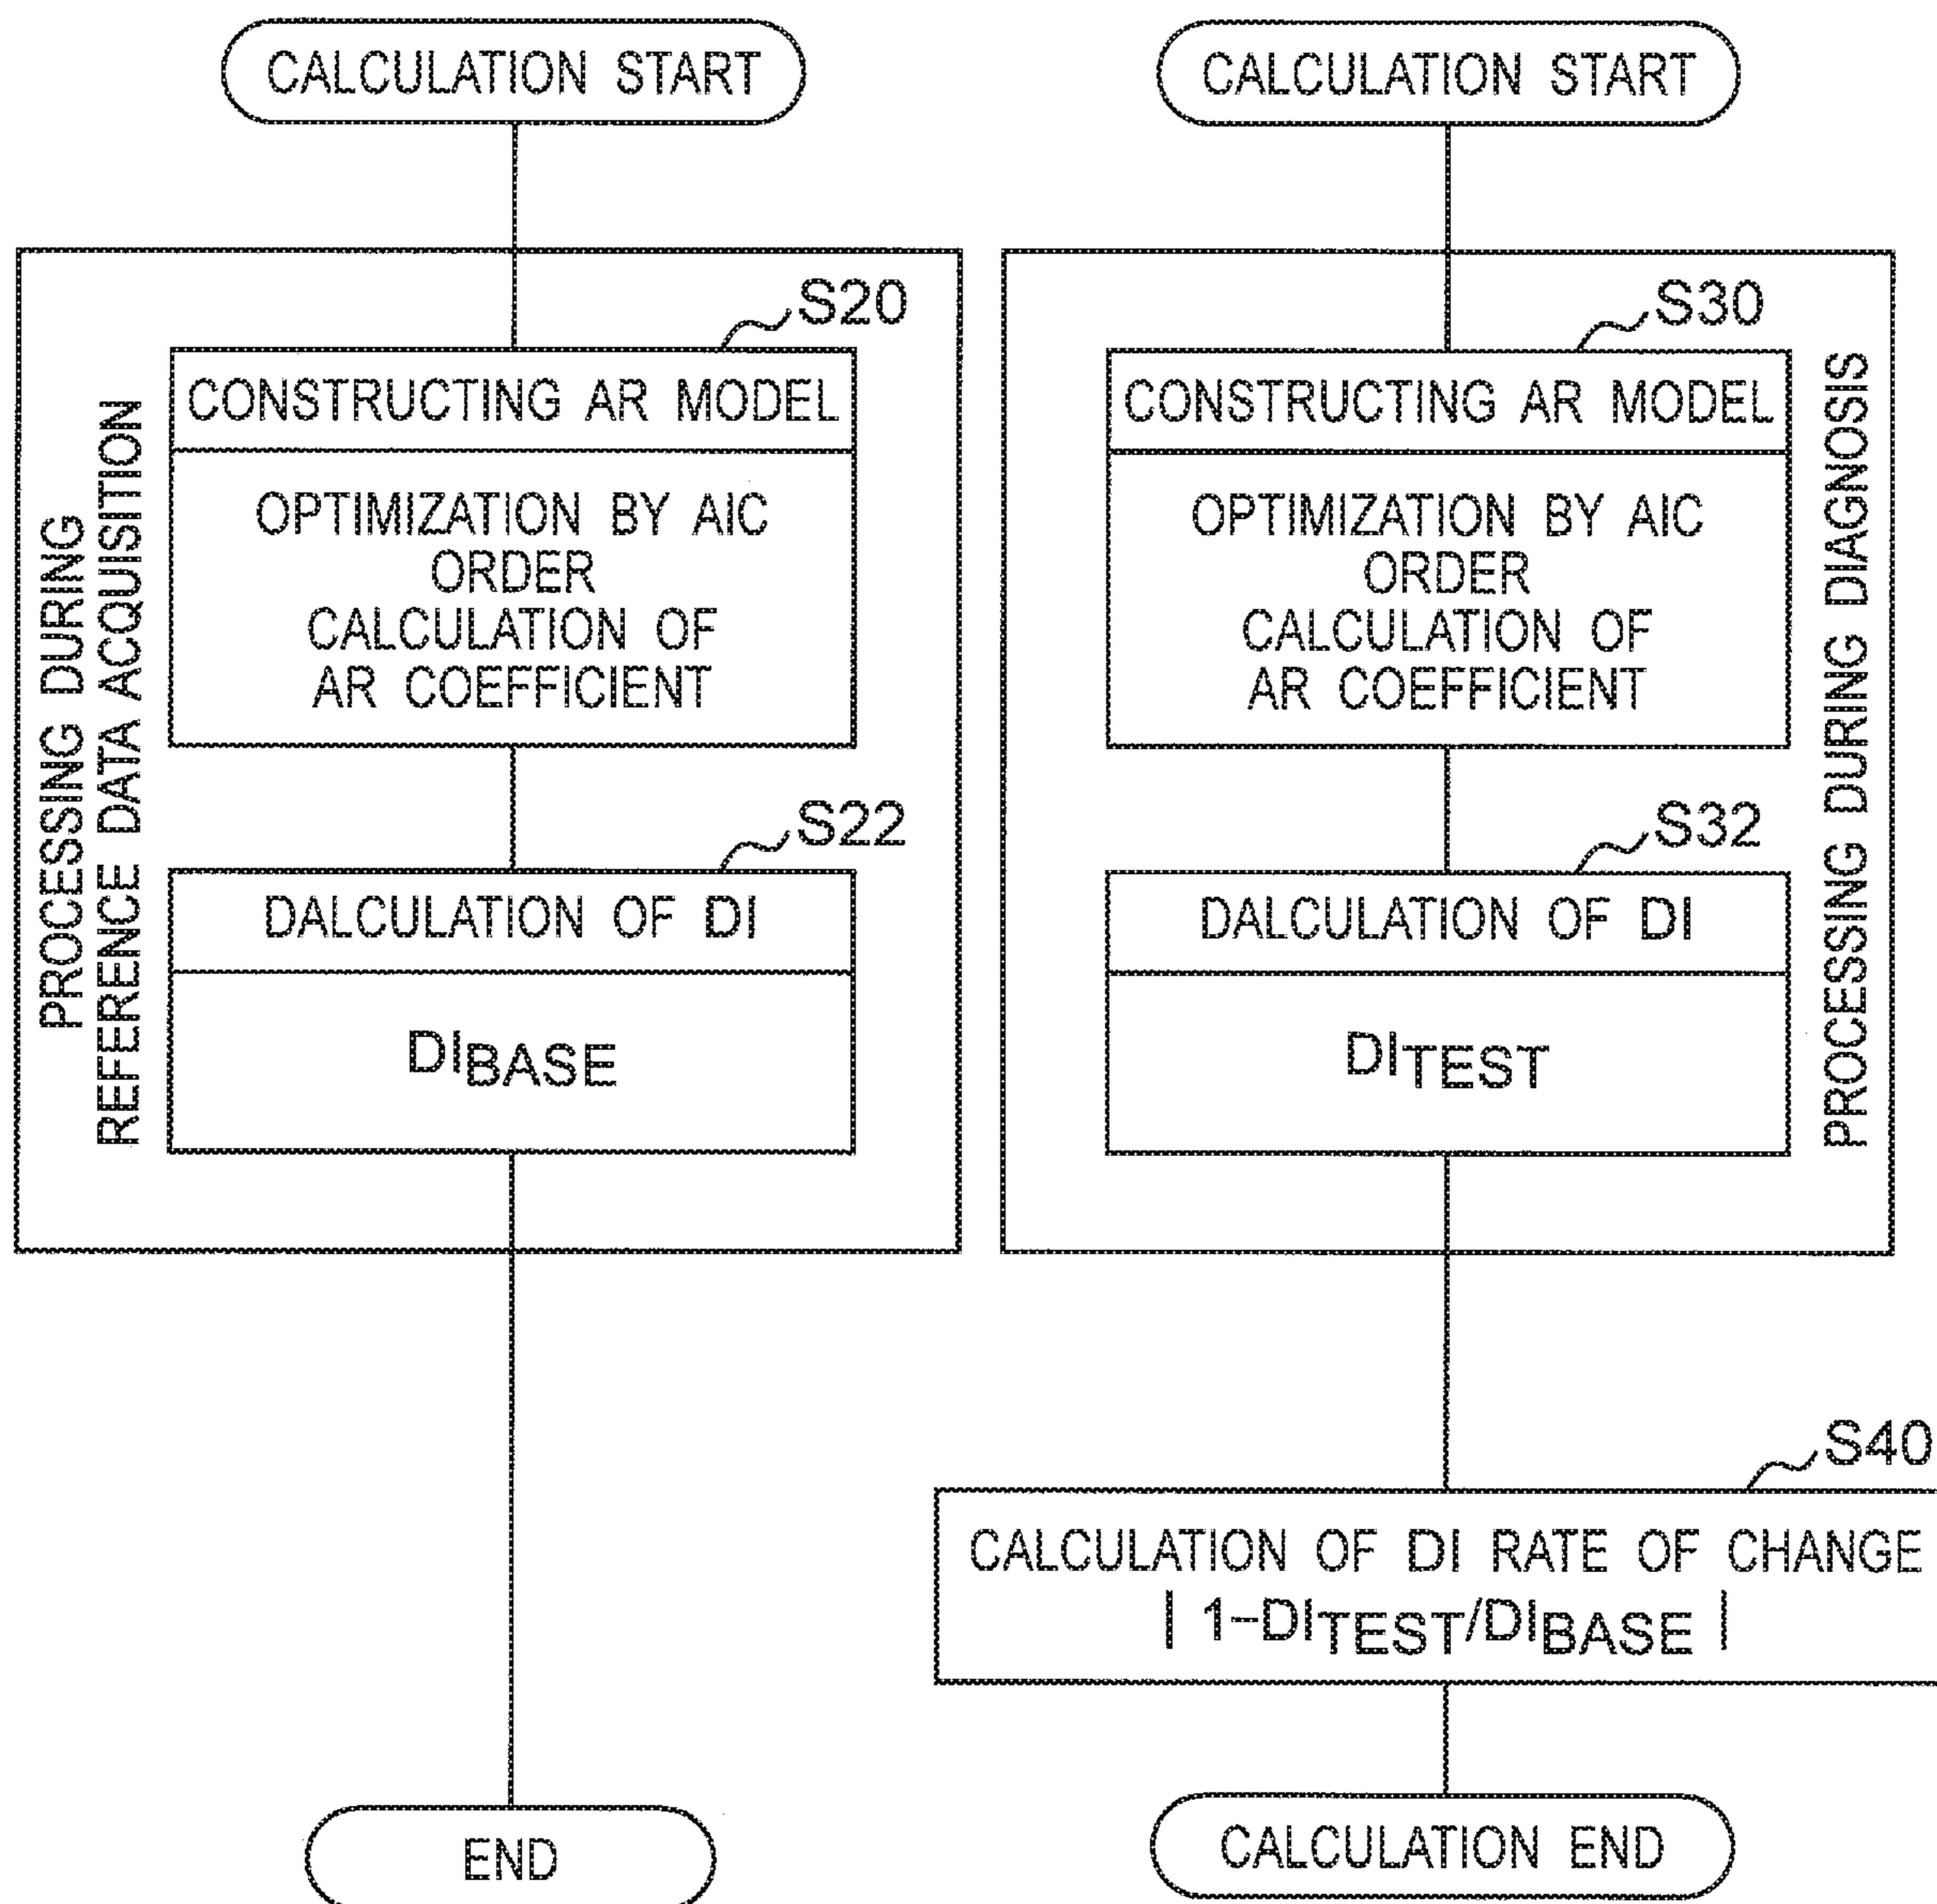 CALCULATION START
PROCESSING DURING
REFERENCE DATA ACQUISITION
S20
CONSTRUCTING AR MODEL
OPTIMIZATION BY AIC
ORDER
CALCULATION OF
AR COEFFICIENT
S22
DALCULATION OF DI
DIBASE
END
CALCULATION START
PROCESSING DURING DIAGNOSIS
S30
CONSTRUCTING AR MODEL
OPTIMIZATION BY AIC
ORDER
CALCULATION OF
AR COEFFICIENT
S32
DALCULATION OF DI
DITEST
S40
CALCULATION OF DI RATE OF CHANGE
| 1-DITEST/DIBASE |
CALCULATION END